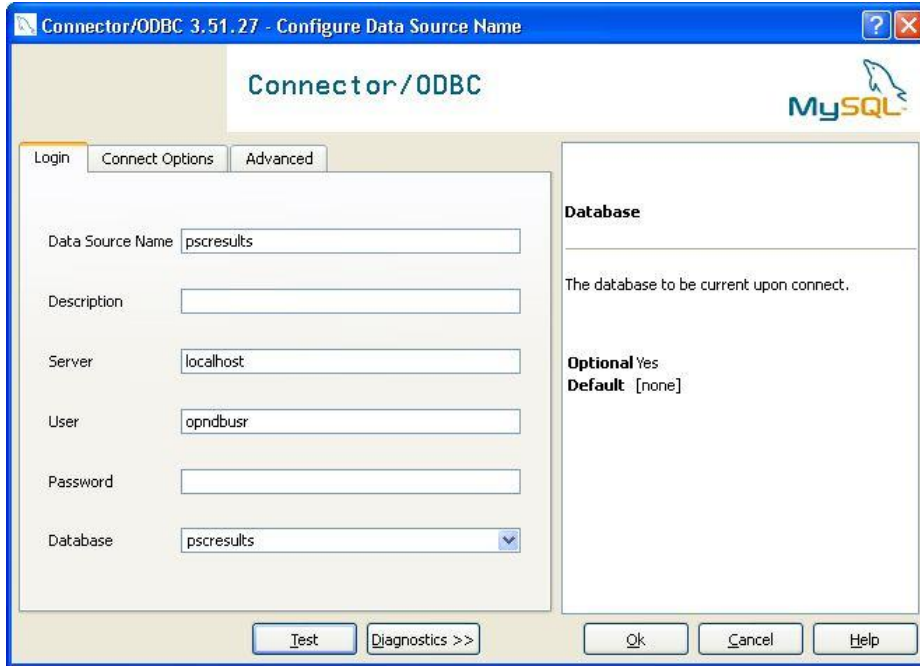 Connector/ODBC 3.51.27 - Configure Data Source Name
Connector/ODBC
MySQL
Login Connect Options Advanced
Data Source Name pscresults
Description
Server localhost
User opndbusr
Password
Database pscresults
Database
The database to be current upon connect.
Optional Yes
Default [none]
Test Diagnostics >> Ok Cancel Help